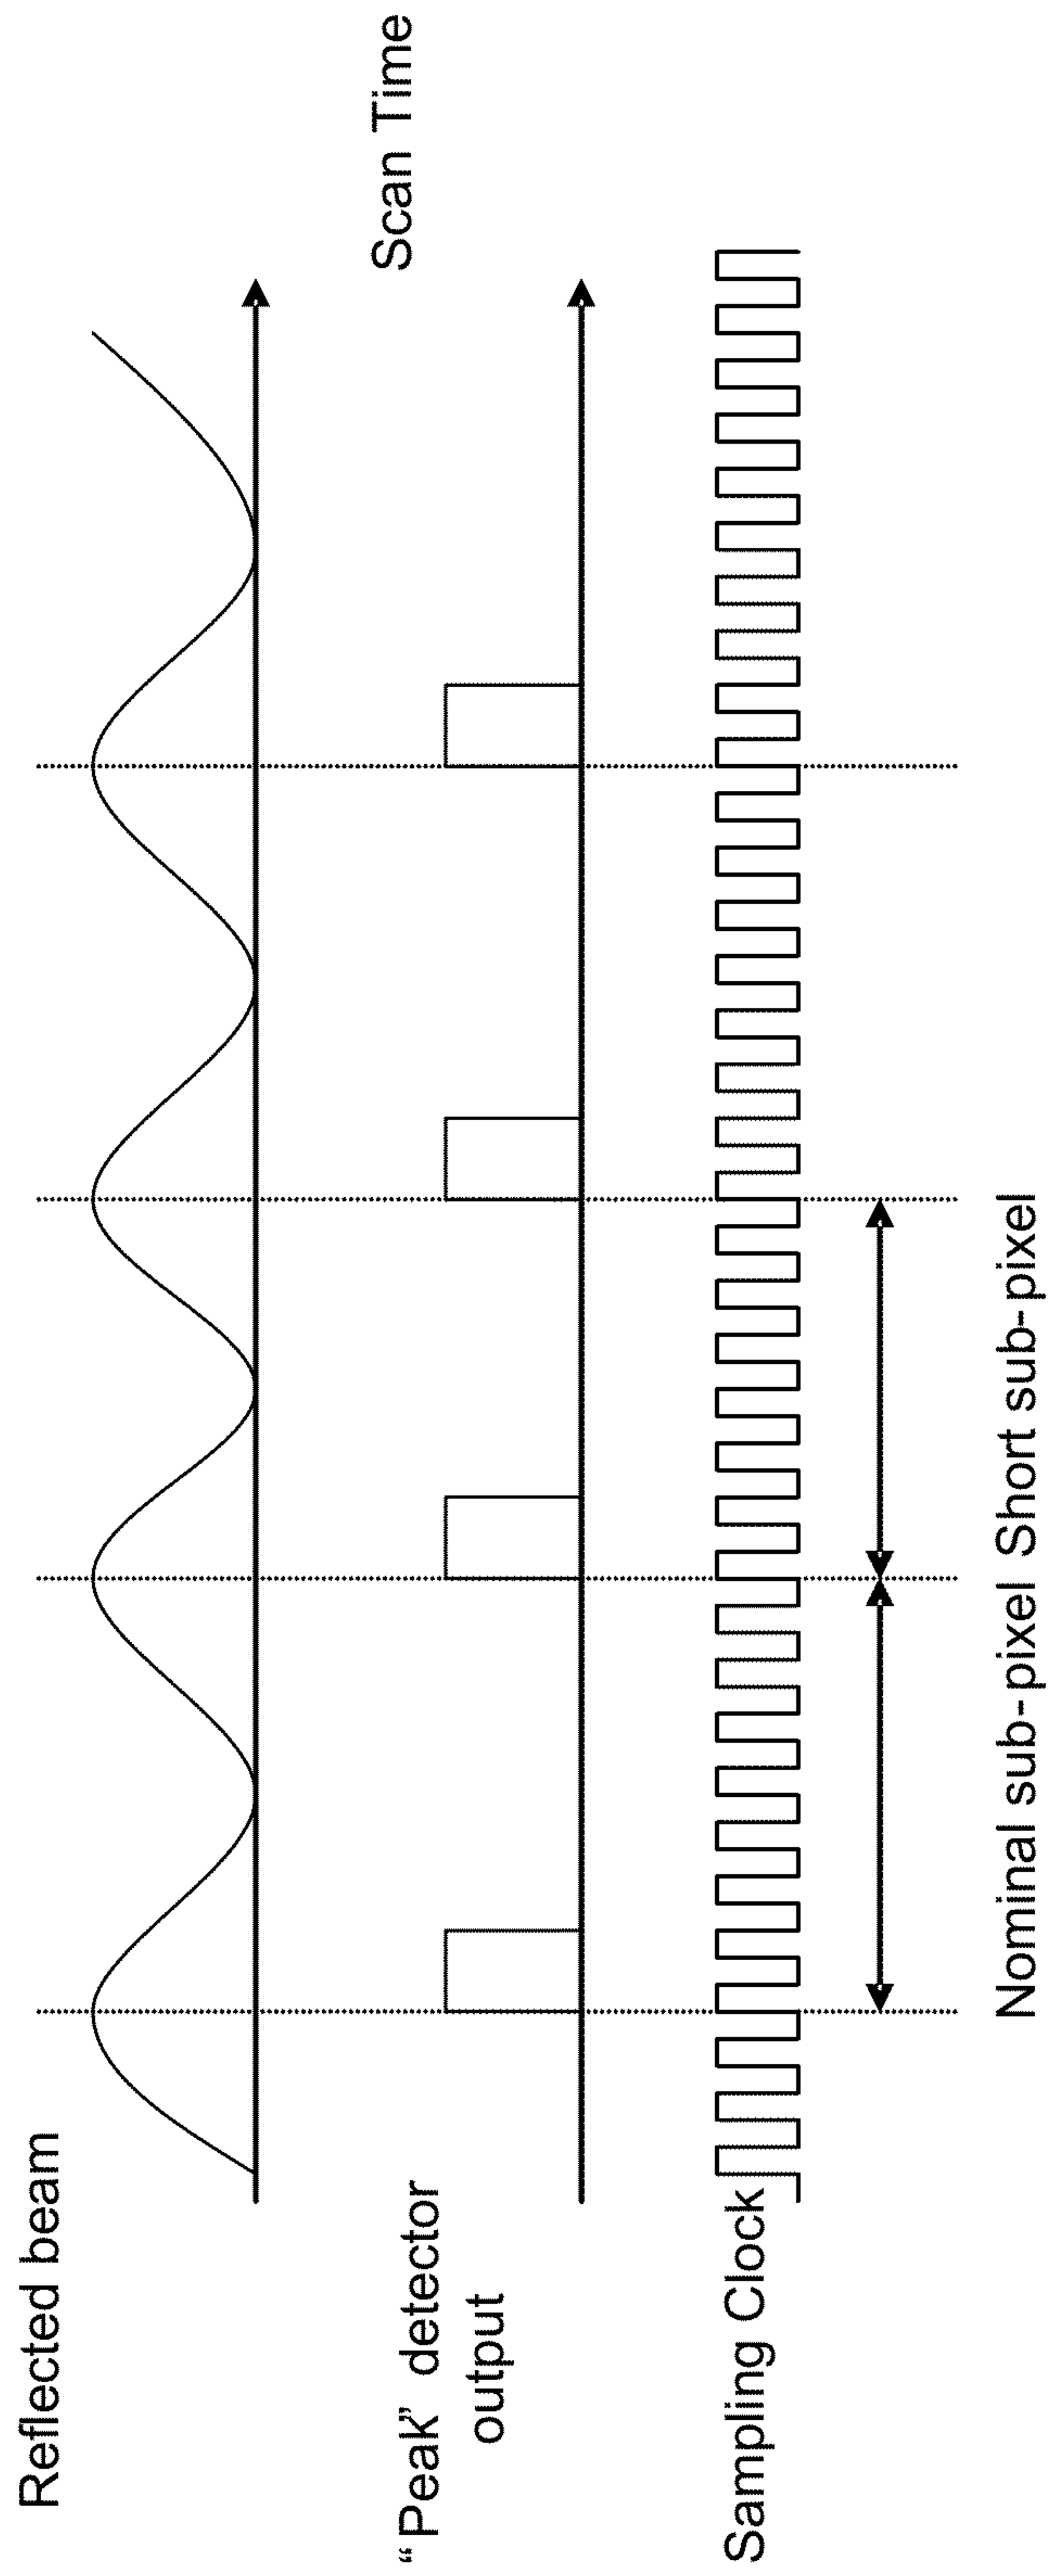 Reflected beam
Scan Time
“Peak” detector
output
Sampling Clock
Nominal sub-pixel Short sub-pixel